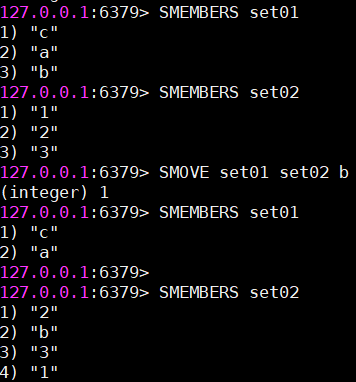 127.0.0.1:6379> SMEMBERS set01
1) "c"
2) "a"
3) "b"
127.0.0.1:6379> SMEMBERS set02
1) "1"
2) "2"
3) "3"
127.0.0.1:6379> SMOVE set01 set02 b
(integer) 1
127.0.0.1:6379> SMEMBERS set01
1) "c"
2) "a"
127.0.0.1:6379>
127.0.0.1:6379> SMEMBERS set02
1) "2"
2) "b"
3) "3"
4) "1"